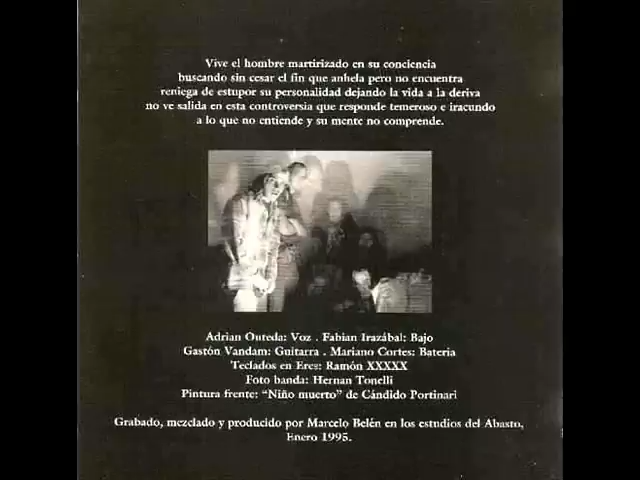 Vive el hombre martirizado en su conciencia
buscando sin cesar el fin que anhela pero no encuentra
reniega de estupor su personalidad dejando la vida a la deriva
no ve salida en esta controversia que responde temeroso e iracundo
a lo que no entiende y su mente no comprende.
Adrian Outeda: Voz . Fabian Irazábal: Bajo
Gastón Vandam: Guitarra . Mariano Cortes: Batería
Teclados en Eres: Ramón XXXXX
Foto banda: Hernan Tonelli
Pintura frente: “Niño muerto” de Cándido Portinari
Grabado, mezclado y producido por Marcelo Belén en los estudios del Abasto,
Enero 1995.